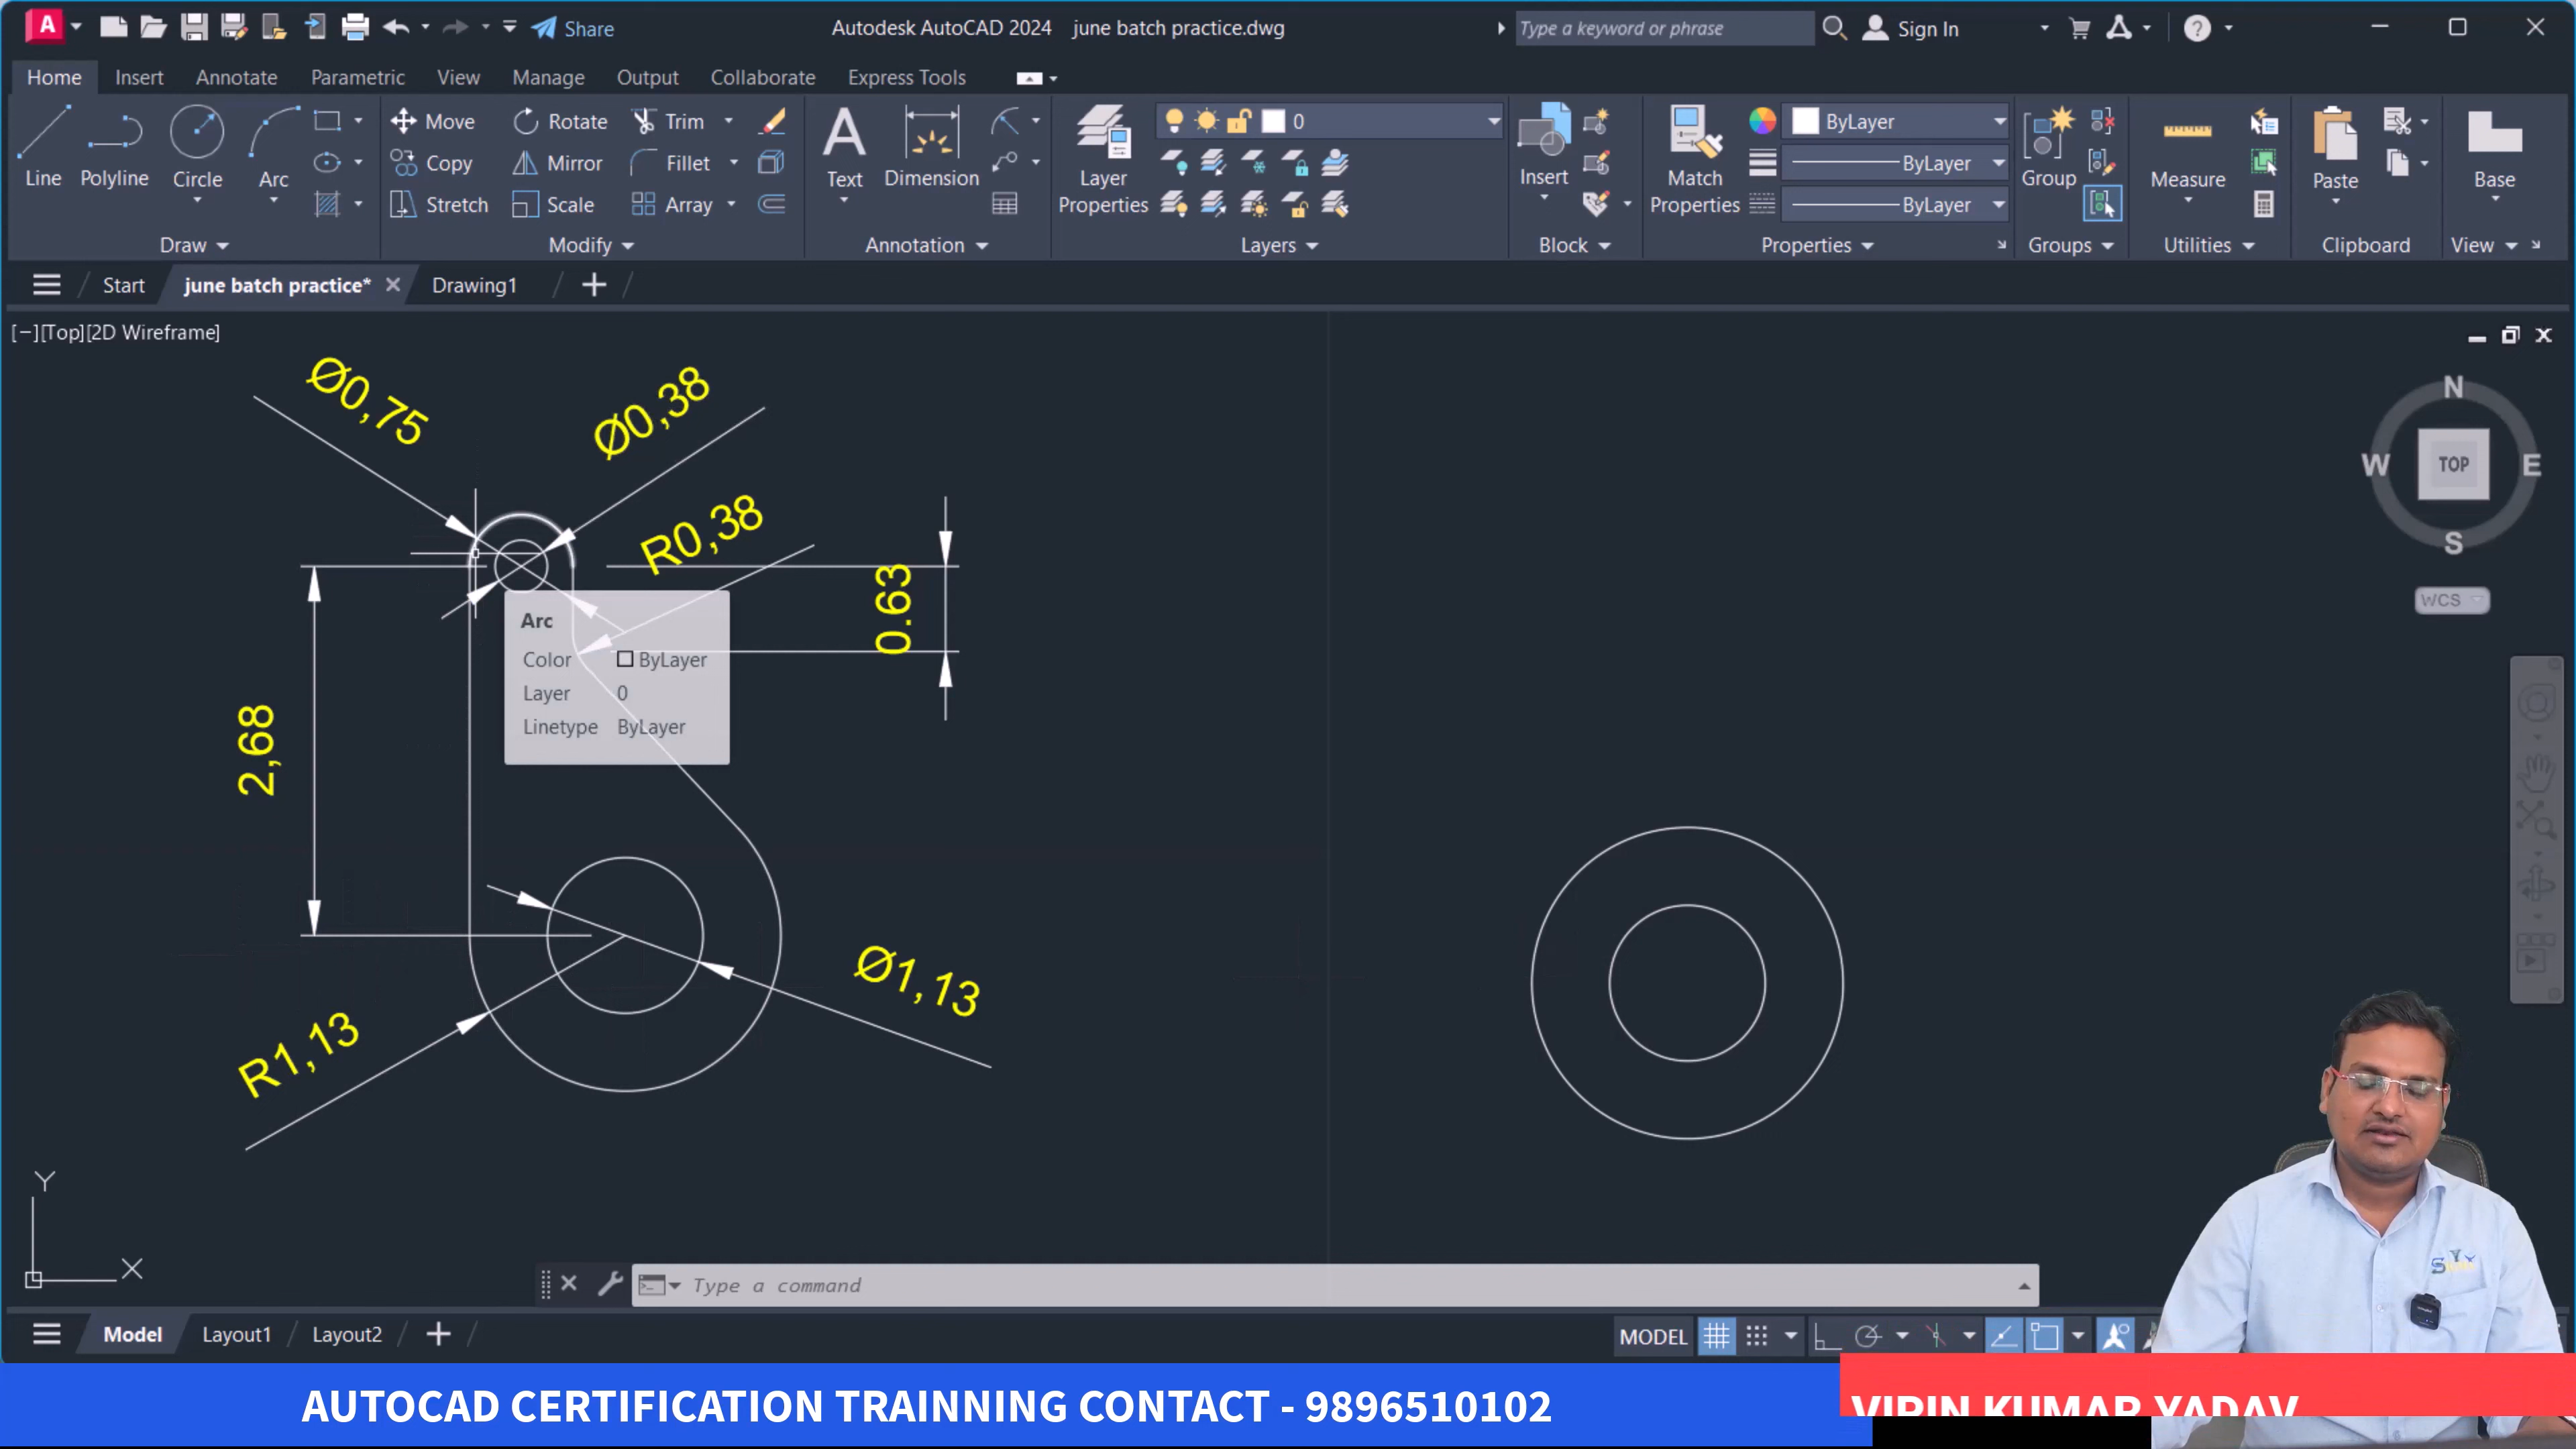 Share
Autodesk AutoCAD 2024 june batch practice.dwg
Type a keyword or phrase
Sign In
Home Insert Annotate Parametric View Manage Output Collaborate Express Tools
Line Polyline Circle Arc
Move Rotate Trim
Copy Mirror Fillet
Stretch Scale Array
Text Dimension
Layer Properties
0
Insert
Match Properties
ByLayer
ByLayer
ByLayer
Group
Measure
Paste
Base
Draw Modify Annotation Layers Block Properties Groups Utilities Clipboard View
Start june batch practice* Drawing1
[−][Top][2D Wireframe]
Ø0,75
Ø0,38
R0,38
0.63
2,68
Arc
Color ByLayer
Layer 0
Linetype ByLayer
Ø1,13
R1,13
N
W TOP E
S
WCS
Y
X
Type a command
Model Layout1 Layout2
MODEL
AUTOCAD CERTIFICATION TRAINNING CONTACT - 9896510102
VIPIN KUMAR YADAV